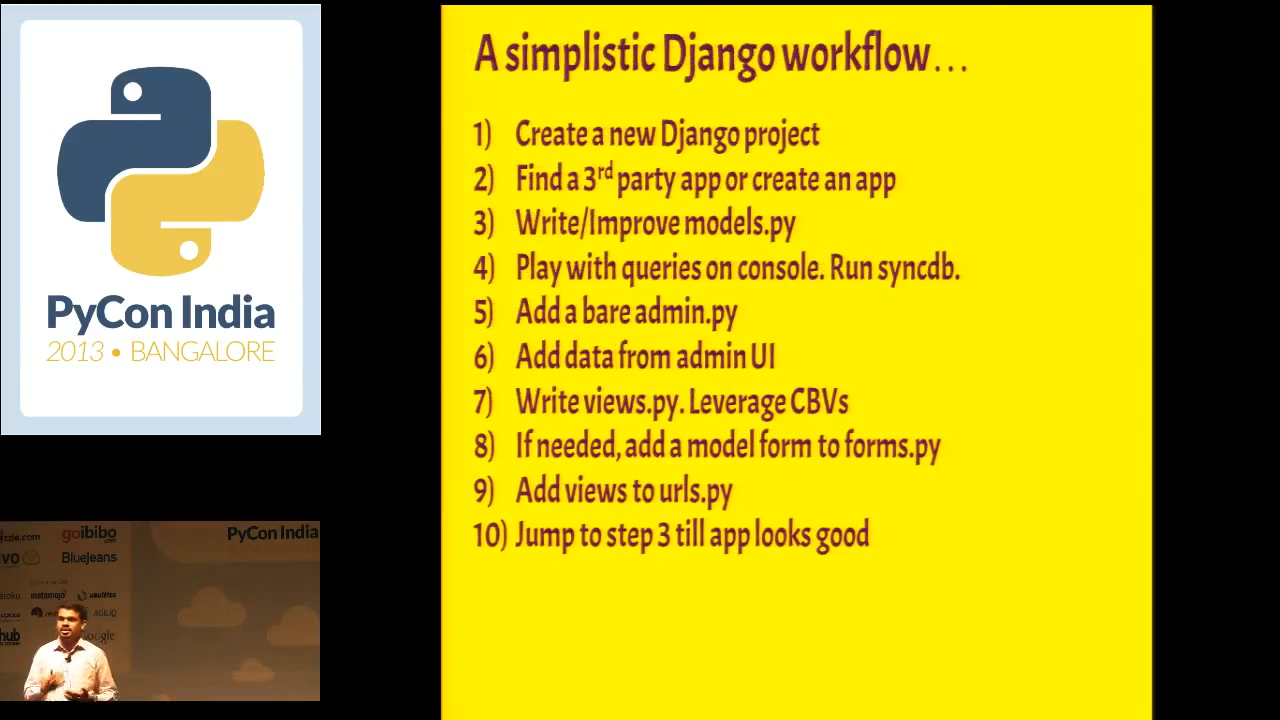 PyCon India
2013 • BANGALORE
A simplistic Django workflow...
1) Create a new Django project
2) Find a 3rd party app or create an app
3) Write/Improve models.py
4) Play with queries on console. Run syncdb.
5) Add a bare admin.py
6) Add data from admin UI
7) Write views.py. Leverage CBVs
8) If needed, add a model form to forms.py
9) Add views to urls.py
10) Jump to step 3 till app looks good
goibibo
.com
PyCon India
BlueJeans
instamojo
Google